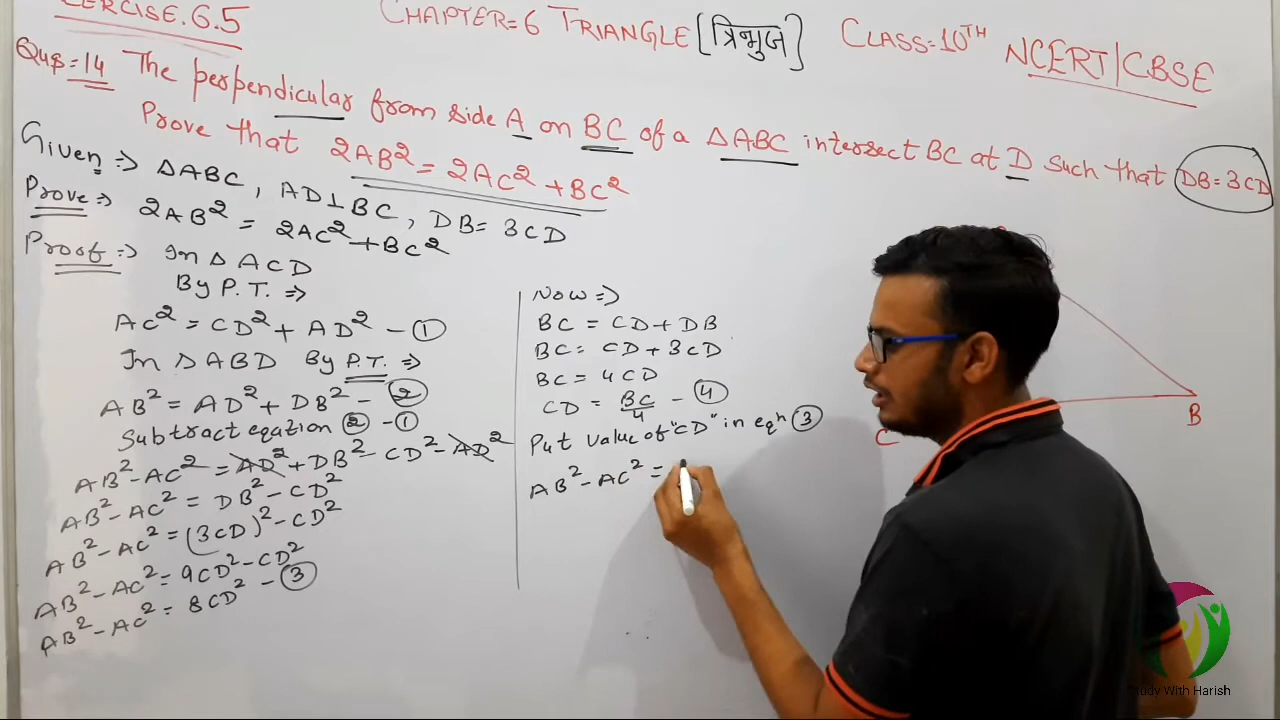 ERCISE.6.5
CHAPTER=6 TRIANGLE [त्रिभुज] CLASS=10TH NCERT/CBSE
Qus=14 The perpendicular from side A on BC of a △ABC intersect BC at D such that DB=3CD
Prove that 2AB² = 2AC² + BC²
Given ⇒ △ABC, AD⊥BC, DB= 3CD
Prove ⇒ 2AB² = 2AC² + BC²
Proof ⇒ In △ ACD
By P.T. ⇒
AC² = CD² + AD² - ①
In △ABD By P.T. ⇒
AB² = AD² + DB² - ②
Subtract eqation ② - ①
AB² - AC² = AD² + DB² - CD² - AD²
AB² - AC² = DB² - CD²
AB² - AC² = (3CD)² - CD²
AB² - AC² = 9CD² - CD²
AB² - AC² = 8CD² - ③
Now ⇒
BC = CD + DB
BC = CD + 3CD
BC = 4CD
CD = BC/4 - ④
Put value of "CD" in eqⁿ ③
AB² - AC² =
C
B
Study With Harish